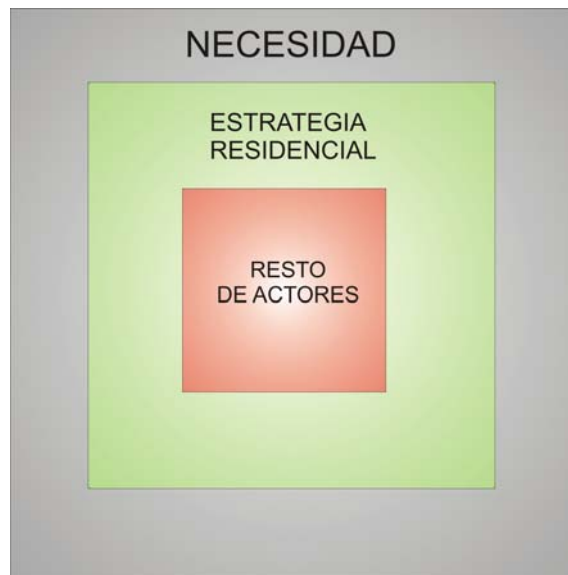 NECESIDAD
ESTRATEGIA
RESIDENCIAL
RESTO
DE ACTORES